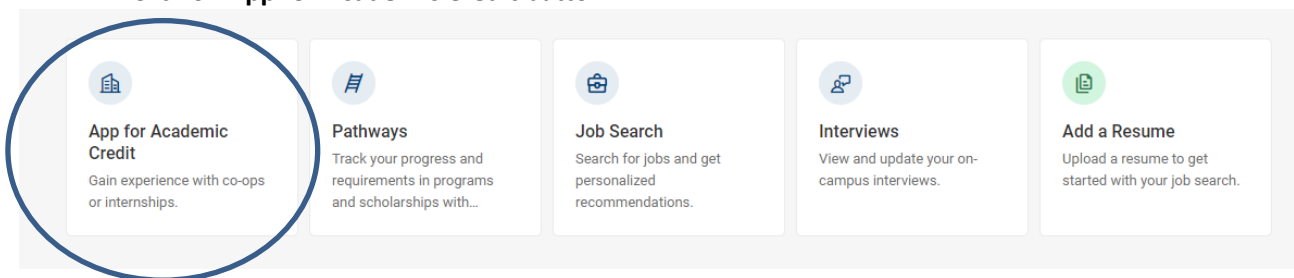 App for Academic
Credit
Gain experience with co-ops
or internships.
Pathways
Track your progress and
requirements in programs
and scholarships with...
Job Search
Search for jobs and get
personalized
recommendations.
Interviews
View and update your on-
campus interviews.
Add a Resume
Upload a resume to get
started with your job search.